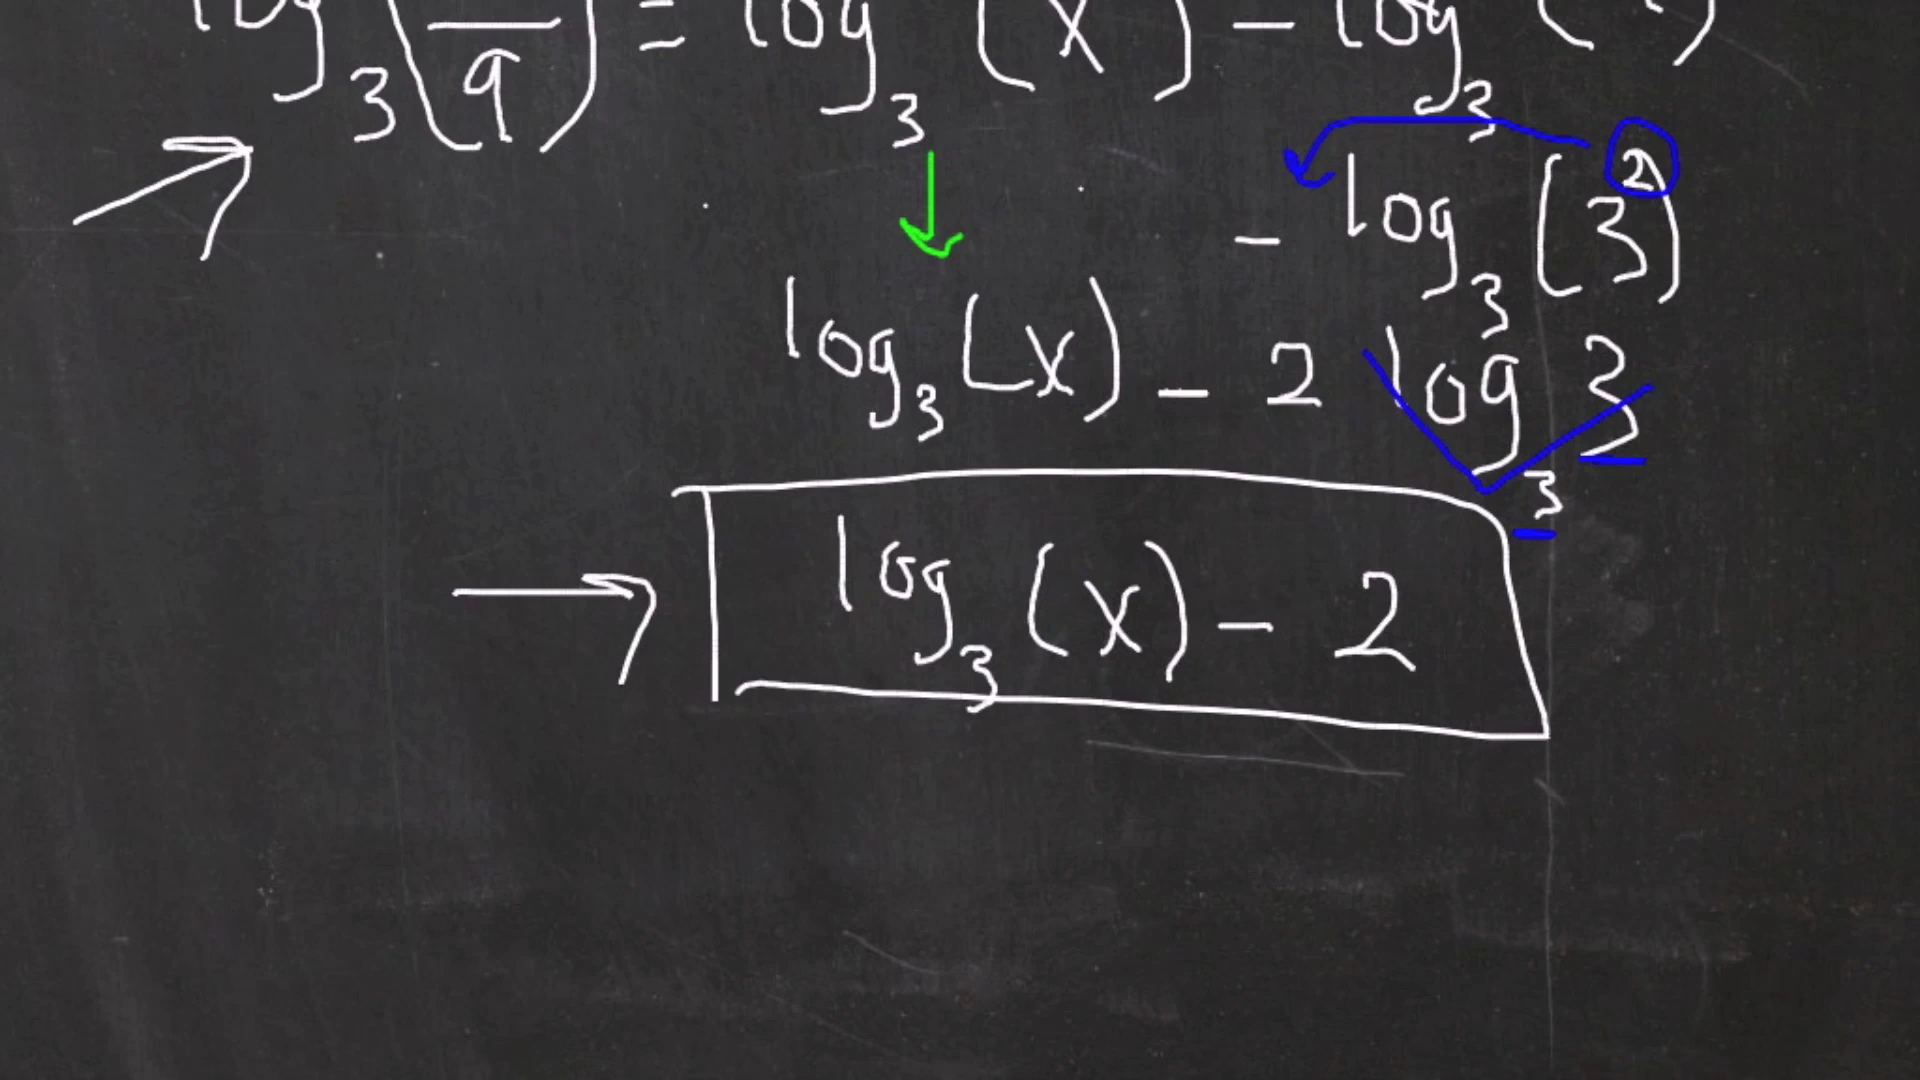 log₃(/9) = log₃(x) - log₃( )
- log₃(3²)
log₃(x) - 2 log₃ 3
log₃(x) - 2